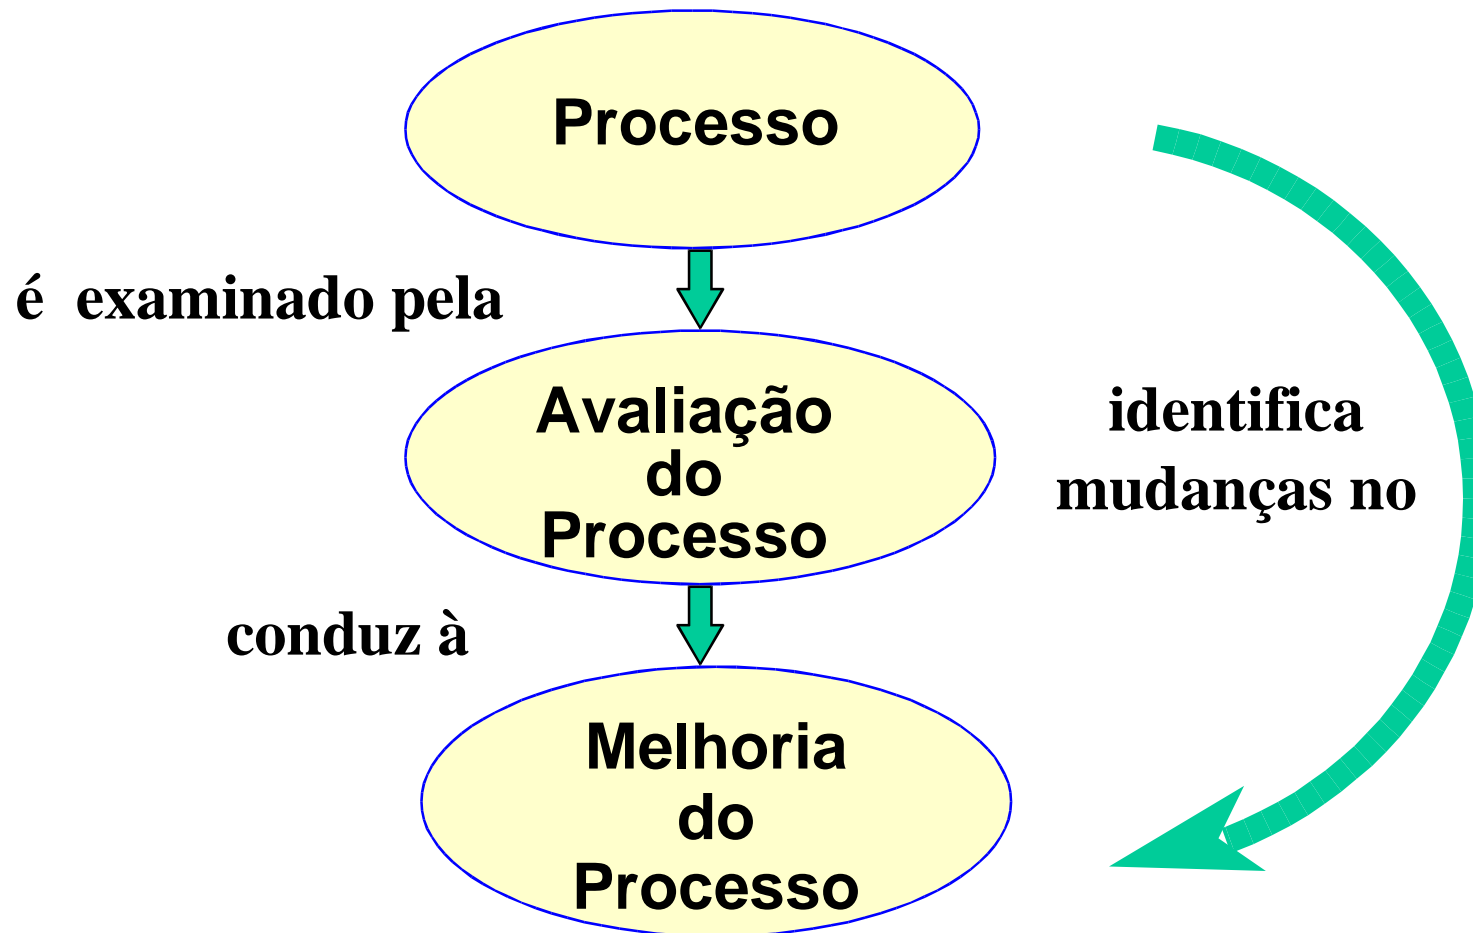 Processo
é  examinado pela
Avaliação
do
Processo
identifica
mudanças no
conduz à
Melhoria
do
Processo